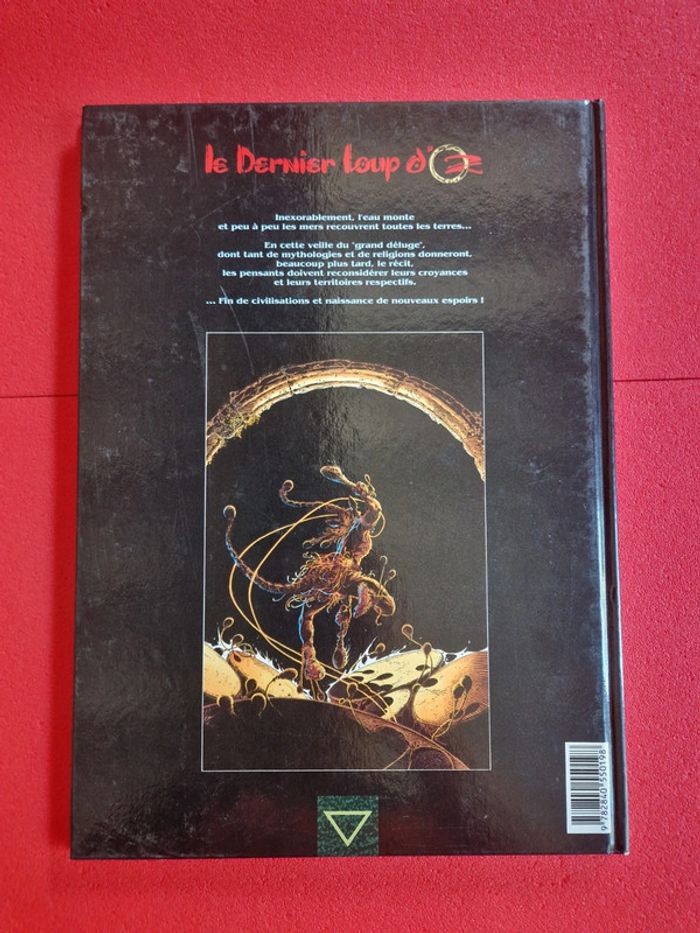 le Dernier Loup d'Oz
Inexorablement, l'eau monte
et peu à peu les mers recouvrent toutes les terres...
En cette veille du "grand déluge",
dont tant de mythologies et de religions donneront,
beaucoup plus tard, le récit,
les pensants doivent reconsidérer leurs croyances
et leurs territoires respectifs.
... Fin de civilisations et naissance de nouveaux espoirs !
9 782840 550198